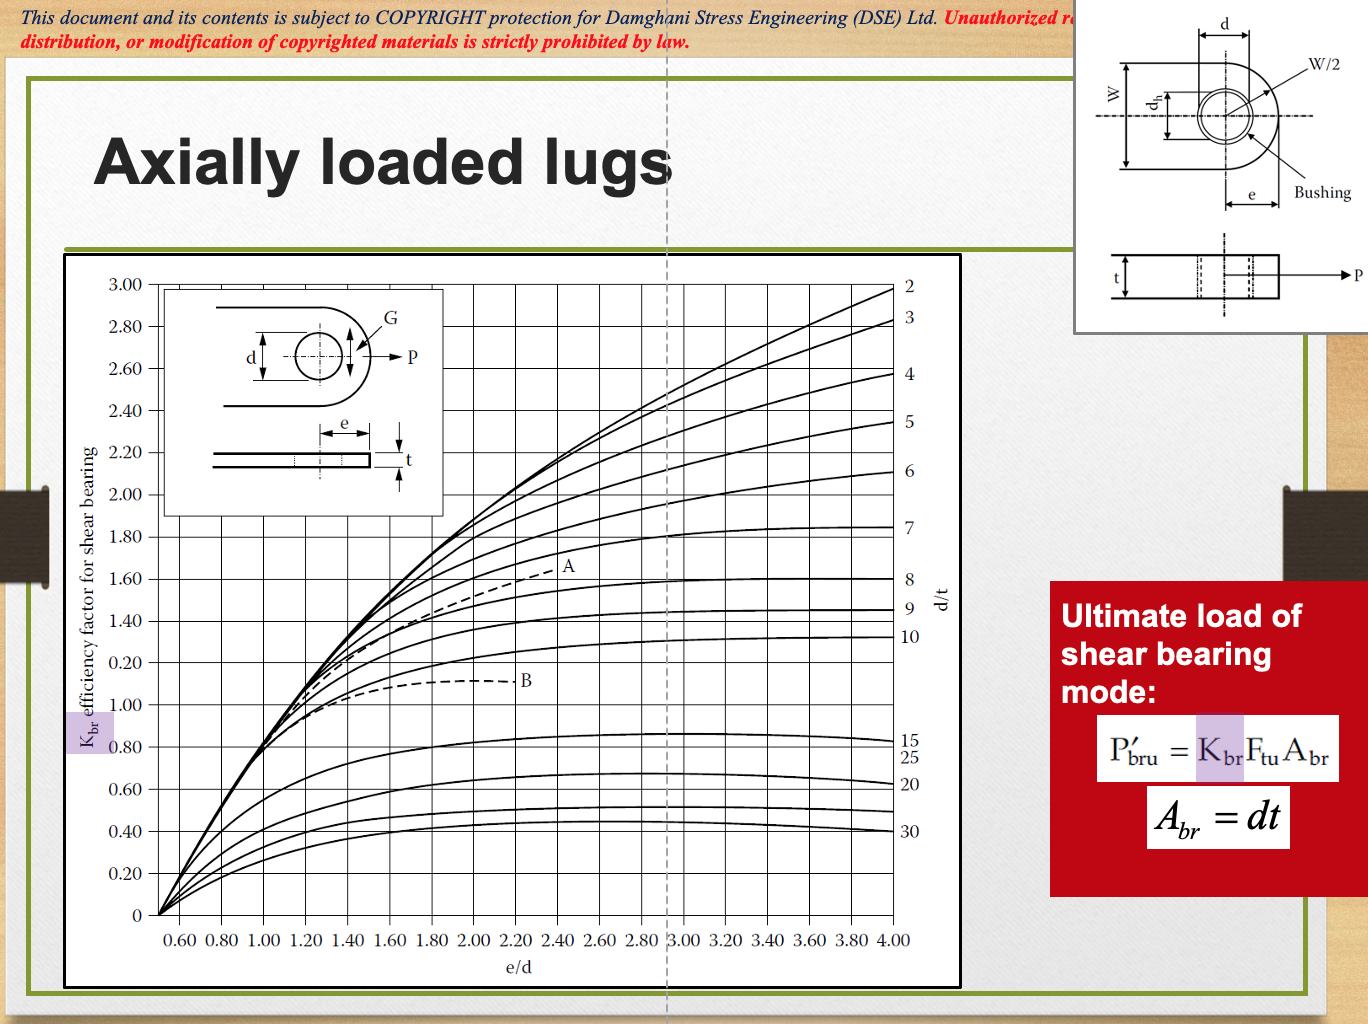 This document and its contents is subject to COPYRIGHT protection for Damghani Stress Engineering (DSE) Ltd. Unauthorized
distribution, or modification of copyrighted materials is strictly prohibited by law.
Axially loaded lugs
d
W/2
W
dh
Bushing
e
t
P
3.00
2.80
2.60
2.40
2.20
2.00
1.80
1.60
1.40
0.20
1.00
0.80
0.60
0.40
0.20
0
Kbr efficiency factor for shear bearing
G
d
P
e
t
A
B
2
3
4
5
6
7
8
9
10
15
25
20
30
d/t
0.60 0.80 1.00 1.20 1.40 1.60 1.80 2.00 2.20 2.40 2.60 2.80 3.00 3.20 3.40 3.60 3.80 4.00
e/d
Ultimate load of
shear bearing
mode:
P′bru = KbrFtuAbr
Abr = dt